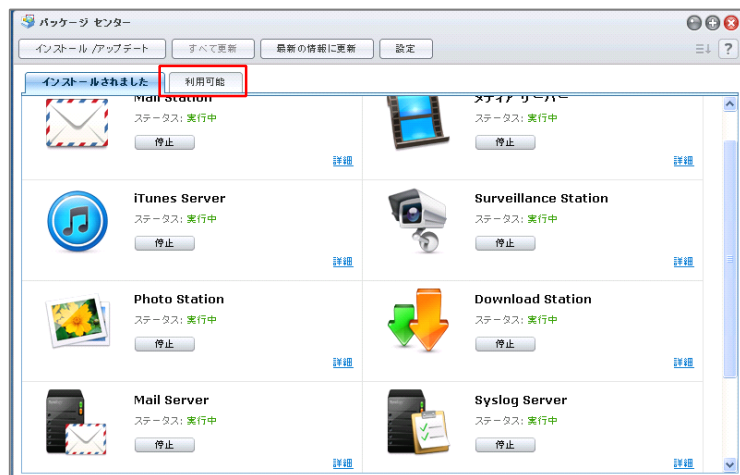 パッケージ センター
インストール /アップデート すべて更新 最新の情報に更新 設定 ?
インストールされました 利用可能
Mail Station メディア サーバー
ステータス: 実行中 ステータス: 実行中
停止 停止
詳細 詳細
iTunes Server Surveillance Station
ステータス: 実行中 ステータス: 実行中
停止 停止
詳細 詳細
Photo Station Download Station
ステータス: 実行中 ステータス: 実行中
停止 停止
詳細 詳細
Mail Server Syslog Server
ステータス: 実行中 ステータス: 実行中
停止 停止
詳細 詳細